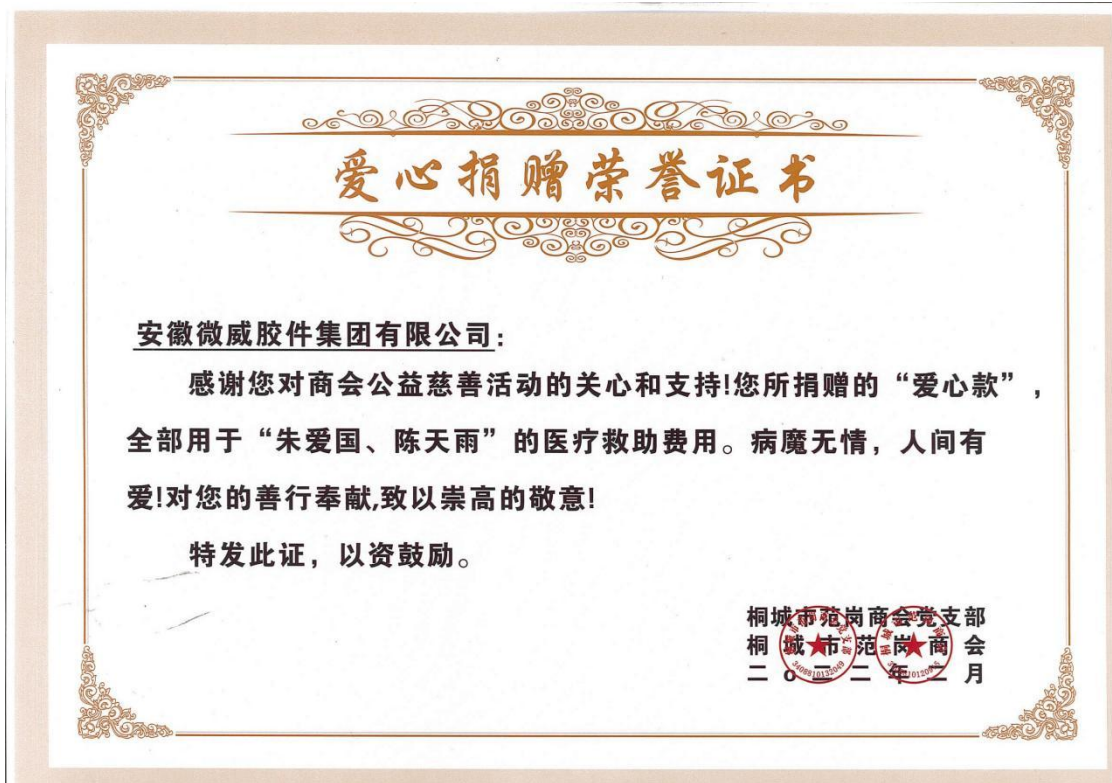 爱心捐赠荣誉证书
安徽微威胶件集团有限公司：
感谢您对商会公益慈善活动的关心和支持!您所捐赠的“爱心款”，
全部用于“朱爱国、陈天雨”的医疗救助费用。病魔无情，人间有
爱!对您的善行奉献,致以崇高的敬意!
特发此证，以资鼓励。
桐城市范岗商会党支部
桐城市范岗商会
二o二二年二月